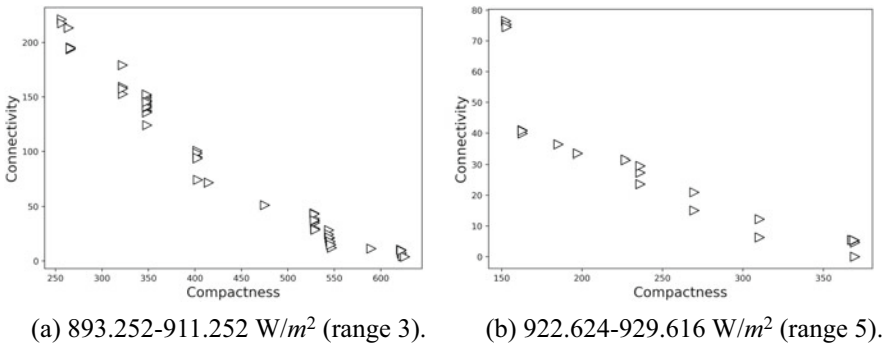 200
150
100
50
0
Connectivity
250 300 350 400 450 500 550 600
Compactness
(a) 893.252-911.252 W/m² (range 3).
80
70
60
50
40
30
20
10
0
Connectivity
150 200 250 300 350
Compactness
(b) 922.624-929.616 W/m² (range 5).